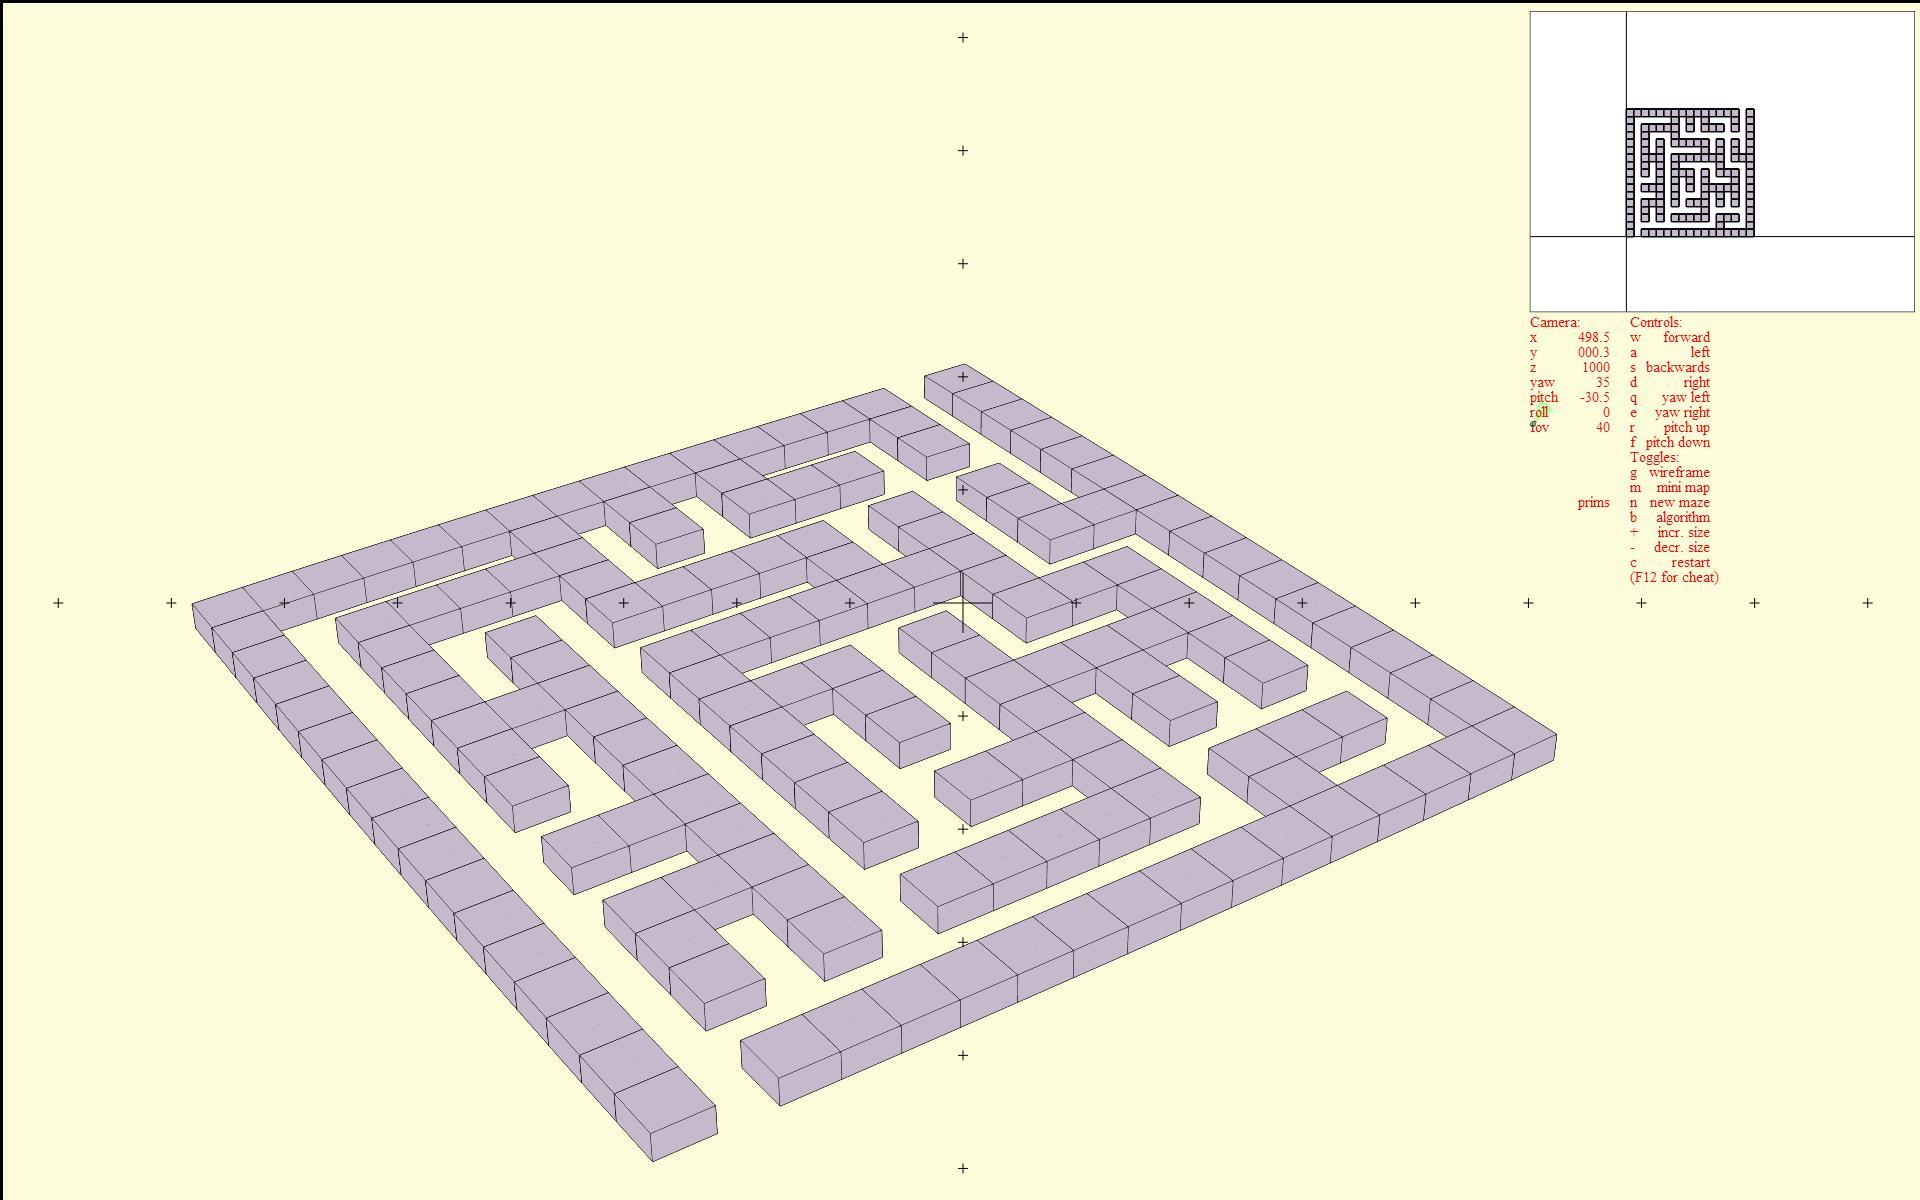 Camera: Controls:
x 498.5 w forward
y 000.3 a left
z 1000 s backwards
yaw 35 d right
pitch -30.5 q yaw left
roll 0 e yaw right
fov 40 r pitch up
f pitch down
Toggles:
g wireframe
m mini map
prims n new maze
b algorithm
+ incr. size
- decr. size
c restart
(F12 for cheat)